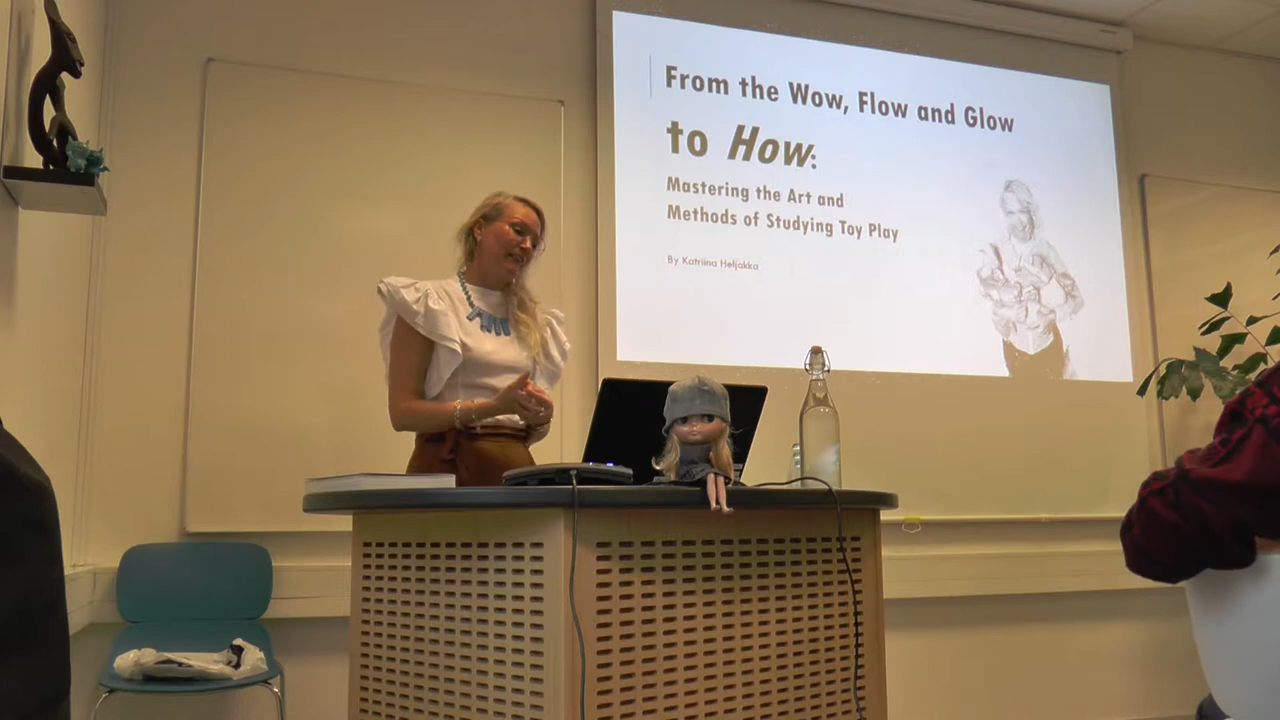 From the Wow, Flow and Glow
to How:
Mastering the Art and
Methods of Studying Toy Play
By Katriina Heljakka